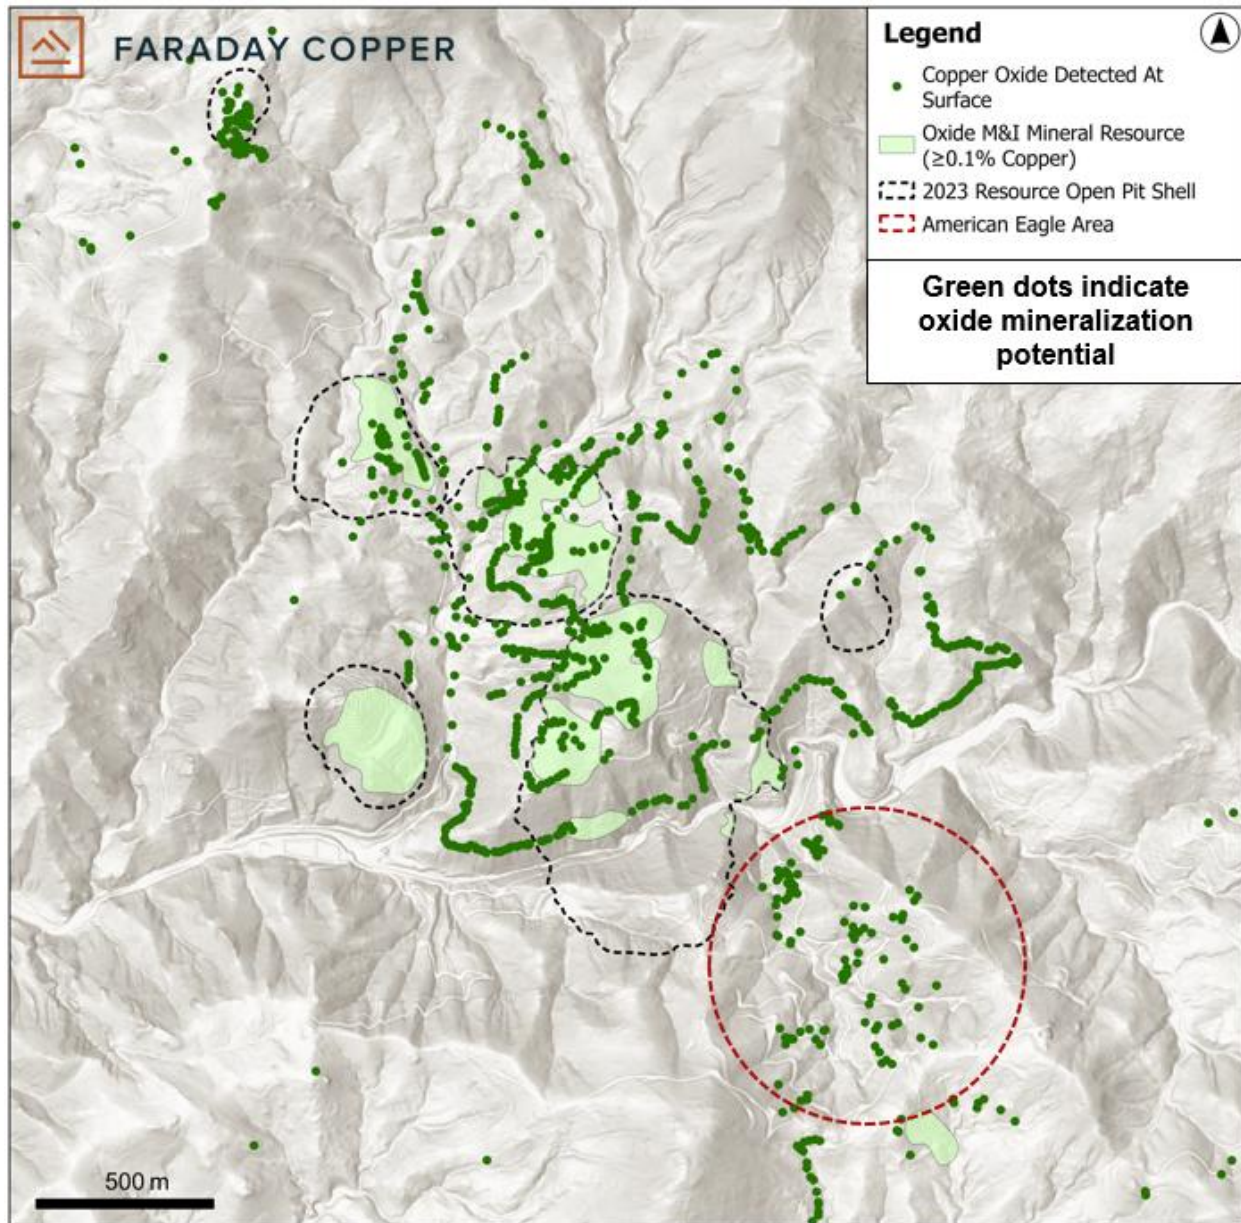 FARADAY COPPER
Legend
Copper Oxide Detected At
Surface
Oxide M&I Mineral Resource
(≥0.1% Copper)
2023 Resource Open Pit Shell
American Eagle Area
Green dots indicate
oxide mineralization
potential
500 m